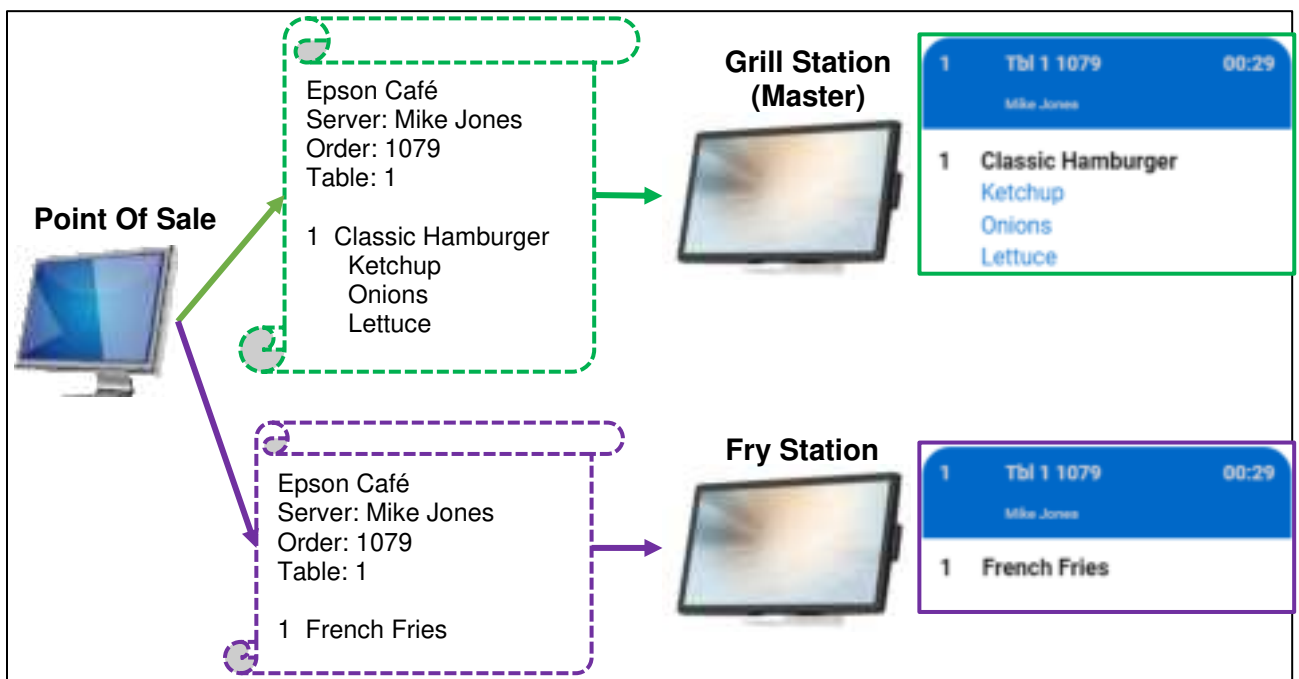 Point Of Sale
Epson Café
Server: Mike Jones
Order: 1079
Table: 1
1 Classic Hamburger
Ketchup
Onions
Lettuce
Grill Station
(Master)
1 Tbl 1 1079 00:29
Mike Jones
1 Classic Hamburger
Ketchup
Onions
Lettuce
Epson Café
Server: Mike Jones
Order: 1079
Table: 1
1 French Fries
Fry Station
1 Tbl 1 1079 00:29
Mike Jones
1 French Fries